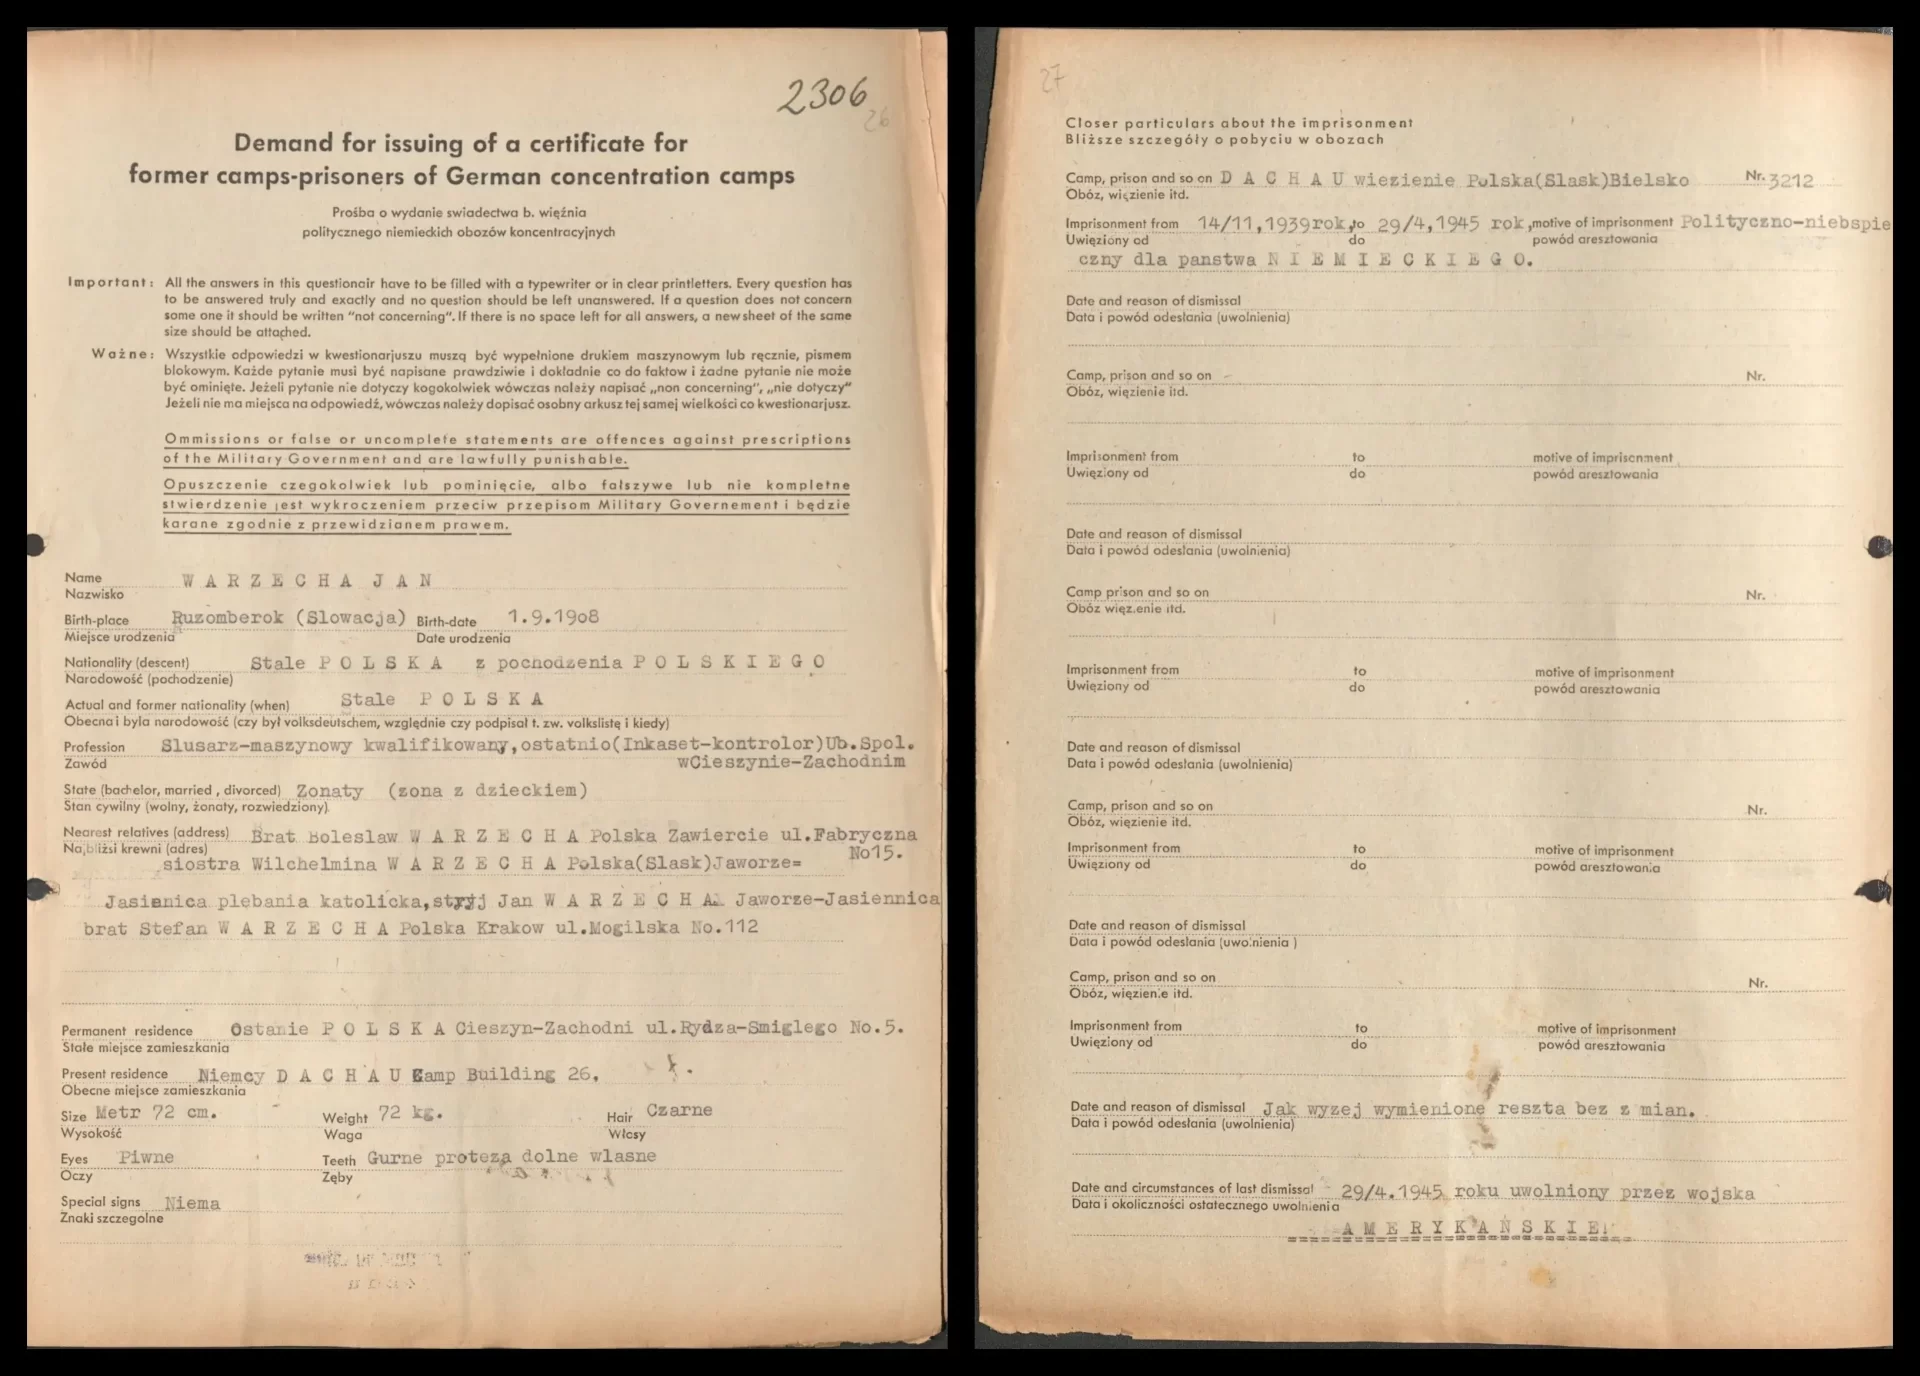 2306
26
Demand for issuing of a certificate for
former camps-prisoners of German concentration camps
Prośba o wydanie swiadectwa b. więźnia
politycznego niemieckich obozów koncentracyjnych
Important: All the answers in this questionair have to be filled with a typewriter or in clear printletters. Every question has
to be answered truly and exactly and no question should be left unanswered. If a question does not concern
some one it should be written "not concerning". If there is no space left for all answers, a new sheet of the same
size should be attached.
Ważne: Wszystkie odpowiedzi w kwestionarjuszu muszą być wypełnione drukiem maszynowym lub ręcznie, pismem
blokowym. Każde pytanie musi być napisane prawdziwie i dokładnie co do faktow i żadne pytanie nie może
być ominięte. Jeżeli pytanie nie dotyczy kogokolwiek wówczas należy napisać „non concerning", „nie dotyczy"
Jeżeli nie ma miejsca na odpowiedź, wówczas należy dopisać osobny arkusz tej samej wielkości co kwestionarjusz.
Ommissions or false or uncomplete statements are offences against prescriptions
of the Military Government and are lawfully punishable.
Opuszczenie czegokolwiek lub pominięcie, albo fałszywe lub nie kompletne
stwierdzenie jest wykroczeniem przeciw przepisom Military Governement i będzie
karane zgodnie z przewidzianem prawem.
Name W A R Z E C H A J A N
Nazwisko
Birth-place Ruzomberok (Slowacja) Birth-date 1.9.19o8
Miejsce urodzenia Date urodzenia
Nationality (descent) Stale P O L S K A z pochodzenia P O L S K I E G O
Narodowość (pochodzenie)
Actual and former nationality (when) Stale P O L S K A
Obecna i byla narodowość (czy był volksdeutschem, względnie czy podpisał t. zw. volkslistę i kiedy)
Profession Slusarz-maszynowy kwalifikowany,ostatnio(Inkaset-kontrolor)Ub.Spol.
Zawód wCieszynie-Zachodnim
State (bachelor, married , divorced) Zonaty (zona z dzieckiem)
Stan cywilny (wolny, żonaty, rozwiedziony)
Nearest relatives (address) Brat Boleslaw W A R Z E C H A Polska Zawiercie ul.Fabryczna
Najbliżsi krewni (adres) No15.
siostra Wilchelmina W A R Z E C H A Polska(Slask)Jaworze=
Jasienica plebania katolicka,stryj Jan W A R Z E C H A Jaworze-Jasiennica
brat Stefan W A R Z E C H A Polska Krakow ul.Mogilska No.112
Permanent residence Ostanie P O L S K A Cieszyn-Zachodni ul.Rydza-Smiglego No.5.
Stałe miejsce zamieszkania
Present residence Niemcy D A C H A U Camp Building 26.
Obecne miejsce zamieszkania
Size Metr 72 cm. Weight 72 kg. Hair Czarne
Wysokość Waga Włosy
Eyes Piwne Teeth Gurne proteza dolne wlasne
Oczy Zęby
Special signs Niema
Znaki szczegolne
27
Closer particulars about the imprisonment
Bliższe szczegóły o pobyciu w obozach
Camp, prison and so on D A C H A U wiezienie Polska(Slask)Bielsko Nr. 3212
Obóz, więzienie itd.
Imprisonment from 14/11,1939rok, to 29/4,1945 rok, motive of imprisonment Polityczno-niebspie
Uwięziony od do powód aresztowania
czny dla panstwa N I E M I E C K I E G O.
Date and reason of dismissal
Data i powód odesłania (uwolnienia)
Camp, prison and so on Nr.
Obóz, więzienie itd.
Imprisonment from to motive of imprisonment
Uwięziony od do powód aresztowania
Date and reason of dismissal
Data i powód odesłania (uwolnienia)
Camp prison and so on Nr.
Obóz więzienie itd.
Imprisonment from to motive of imprisonment
Uwięziony od do powód aresztowania
Date and reason of dismissal
Data i powód odesłania (uwolnienia)
Camp, prison and so on Nr.
Obóz, więzienie itd.
Imprisonment from to motive of imprisonment
Uwięziony od do powód aresztowania
Date and reason of dismissal
Data i powód odesłania (uwolnienia )
Camp, prison and so on Nr.
Obóz, więzienie itd.
Imprisonment from to motive of imprisonment
Uwięziony od do powód aresztowania
Date and reason of dismissal Jak wyzej wymienione reszta bez zmian.
Data i powód odesłania (uwolnienia)
Date and circumstances of last dismissal 29/4.1945 roku uwolniony przez wojska
Data i okoliczności ostatecznego uwolnienia
A M E R Y K A Ń S K I E